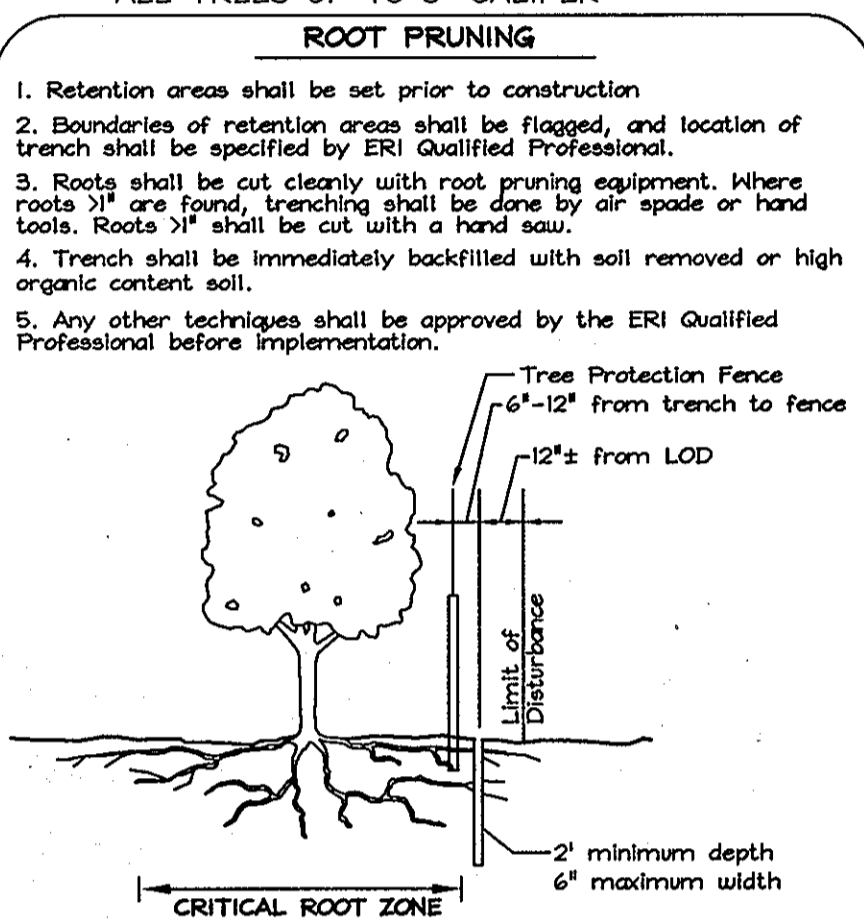 ROOT PRUNING
1. Retention areas shall be set prior to construction
2. Boundaries of retention areas shall be flagged, and location of
trench shall be specified by ERI Qualified Professional.
3. Roots shall be cut cleanly with root pruning equipment. Where
roots >1" are found, trenching shall be done by air spade or hand
tools. Roots >1" shall be cut with a hand saw.
4. Trench shall be immediately backfilled with soil removed or high
organic content soil.
5. Any other techniques shall be approved by the ERI Qualified
Professional before implementation.
Tree Protection Fence
6"-12" from trench to fence
12"± from LOD
Limit of
Disturbance
2' minimum depth
6" maximum width
CRITICAL ROOT ZONE